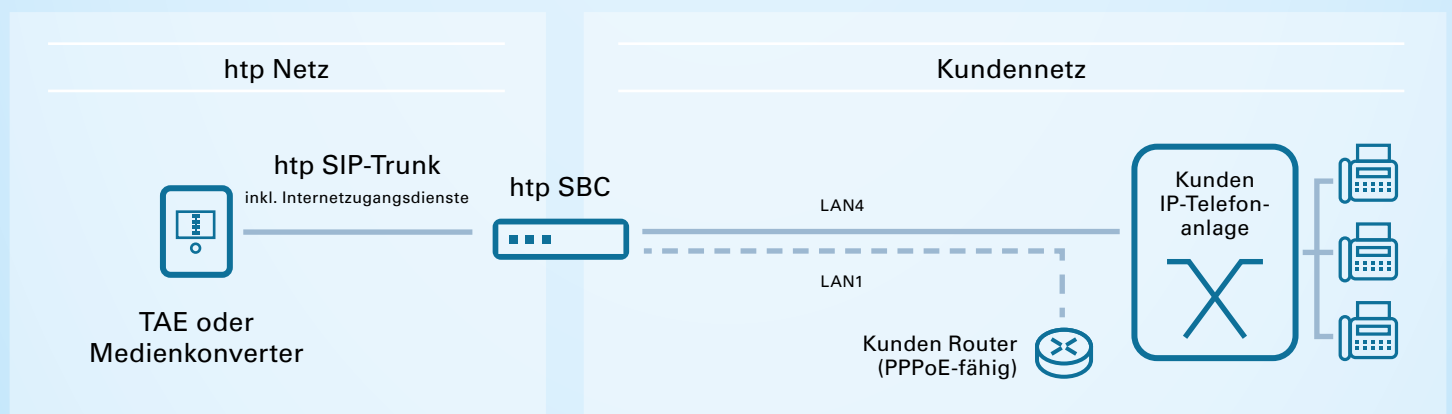 htp Netz
Kundennetz
htp SIP-Trunk
inkl. Internetzugangsdienste
htp SBC
TAE oder
Medienkonverter
LAN4
LAN1
Kunden Router
(PPPoE-fähig)
Kunden
IP-Telefon-
anlage